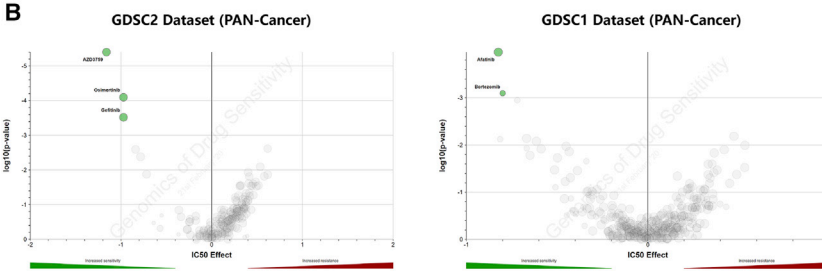 B
GDSC2 Dataset (PAN-Cancer)
GDSC1 Dataset (PAN-Cancer)
AZD3759
Osimertinib
Gefitinib
-5
-4
-3
-2
-1
0
log10(p-value)
-2
-1
0
1
2
IC50 Effect
Increased sensitivity
Increased resistance
Genomics of Drug Sensitivity
Afatinib
Bortezomib
-3
-2
-1
0
log10(p-value)
-1
0
IC50 Effect
Increased sensitivity
Increased resistance
Genomics of Drug Sensitivity